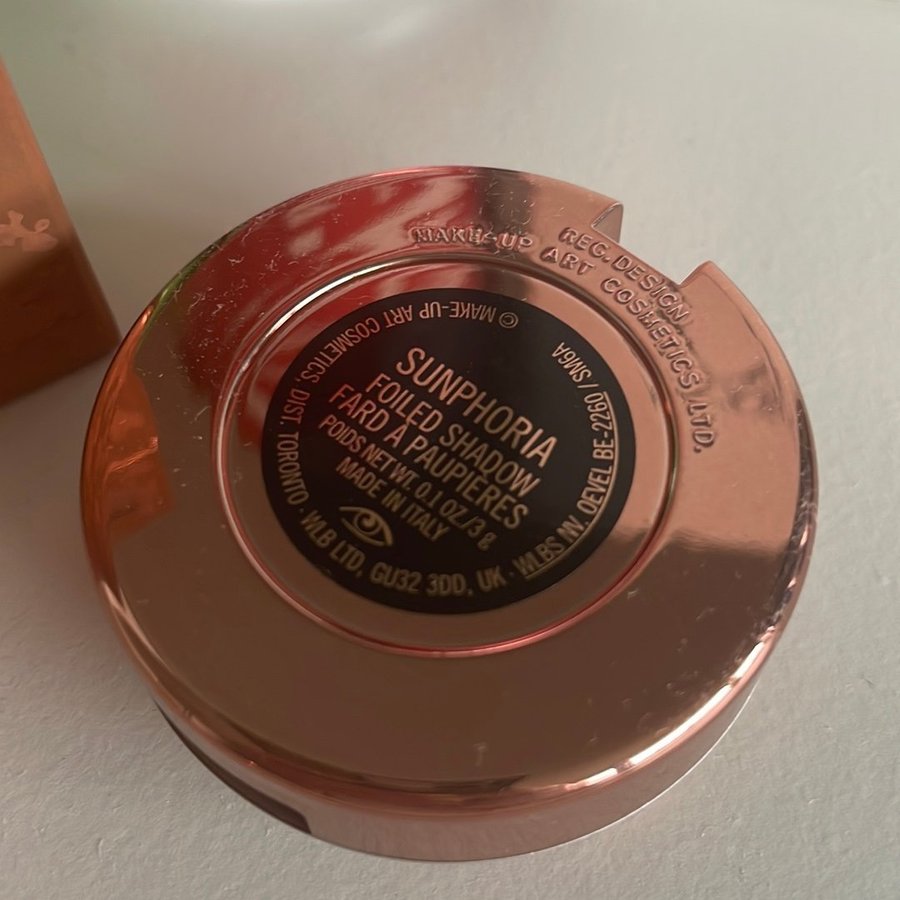 REG. DESIGN
MAKE-UP ART COSMETICS LTD.
SUNPHORIA
FOILED SHADOW
FARD À PAUPIÈRES
POIDS NET WT. 0.1 OZ./3 g
MADE IN ITALY
© MAKE-UP ART COSMETICS, DIST. TORONTO · WLB LTD, GU32 3DD, UK · WLBS NV. OEVEL BE-2260 / SM6A